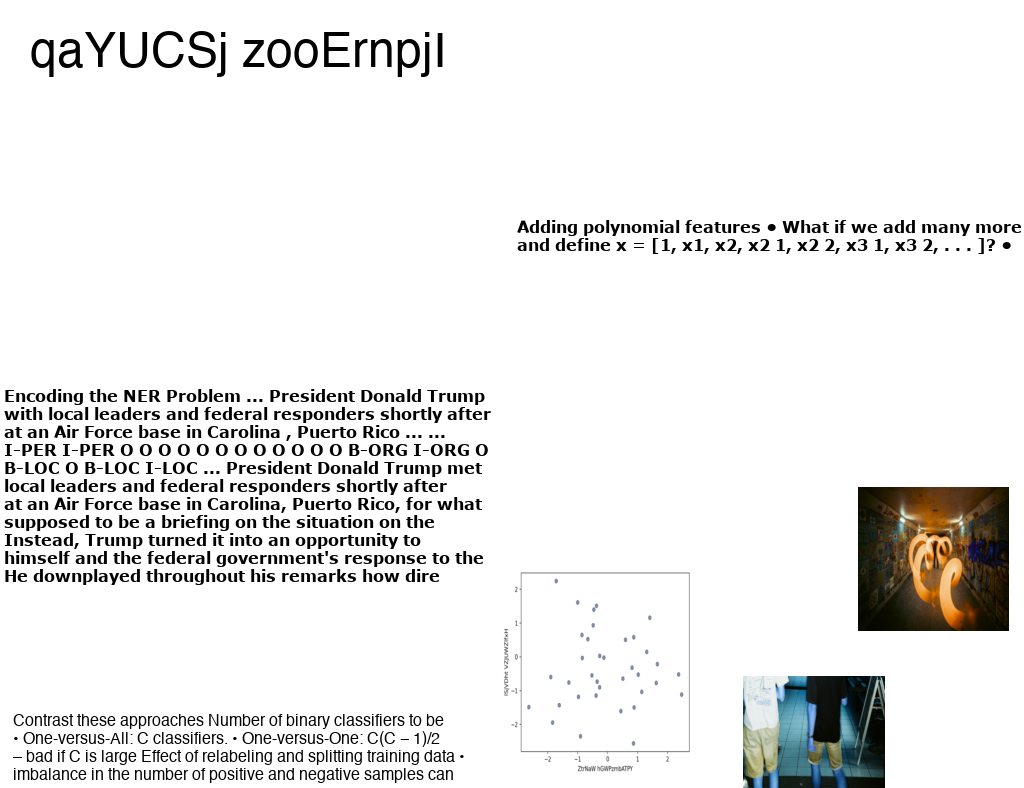 qaYUCSj zooErnpjI
Adding polynomial features • What if we add many more
and define x = [1, x1, x2, x2 1, x2 2, x3 1, x3 2, . . . ]? •
Encoding the NER Problem ... President Donald Trump
with local leaders and federal responders shortly after
at an Air Force base in Carolina , Puerto Rico ... ...
I-PER I-PER O O O O O O O O O O O O B-ORG I-ORG O
B-LOC O B-LOC I-LOC ... President Donald Trump met
local leaders and federal responders shortly after
at an Air Force base in Carolina, Puerto Rico, for what
supposed to be a briefing on the situation on the
Instead, Trump turned it into an opportunity to
himself and the federal government's response to the
He downplayed throughout his remarks how dire
2
1
0
−1
−2
−2 −1 0 1 2
ZtrNaW hGWPzmbATPY
Contrast these approaches Number of binary classifiers to be
• One-versus-All: C classifiers. • One-versus-One: C(C − 1)/2
– bad if C is large Effect of relabeling and splitting training data •
imbalance in the number of positive and negative samples can